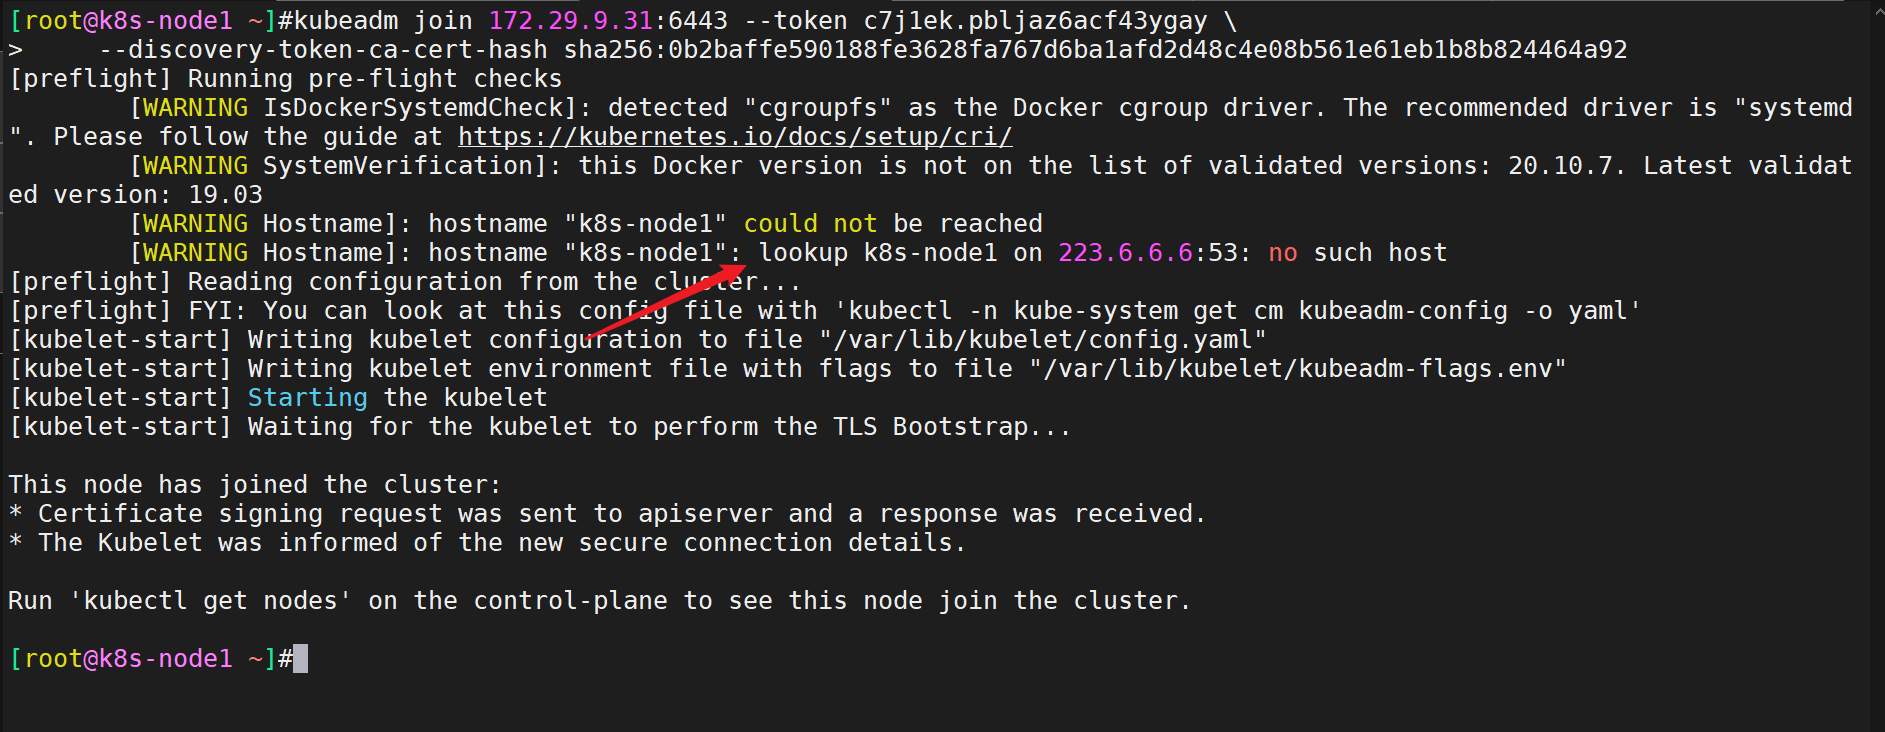 [root@k8s-node1 ~]#kubeadm join 172.29.9.31:6443 --token c7j1ek.pbljaz6acf43ygay \
>     --discovery-token-ca-cert-hash sha256:0b2baffe590188fe3628fa767d6ba1afd2d48c4e08b561e61eb1b8b824464a92
[preflight] Running pre-flight checks
        [WARNING IsDockerSystemdCheck]: detected "cgroupfs" as the Docker cgroup driver. The recommended driver is "systemd
". Please follow the guide at https://kubernetes.io/docs/setup/cri/
        [WARNING SystemVerification]: this Docker version is not on the list of validated versions: 20.10.7. Latest validat
ed version: 19.03
        [WARNING Hostname]: hostname "k8s-node1" could not be reached
        [WARNING Hostname]: hostname "k8s-node1": lookup k8s-node1 on 223.6.6.6:53: no such host
[preflight] Reading configuration from the cluster...
[preflight] FYI: You can look at this config file with 'kubectl -n kube-system get cm kubeadm-config -o yaml'
[kubelet-start] Writing kubelet configuration to file "/var/lib/kubelet/config.yaml"
[kubelet-start] Writing kubelet environment file with flags to file "/var/lib/kubelet/kubeadm-flags.env"
[kubelet-start] Starting the kubelet
[kubelet-start] Waiting for the kubelet to perform the TLS Bootstrap...

This node has joined the cluster:
* Certificate signing request was sent to apiserver and a response was received.
* The Kubelet was informed of the new secure connection details.

Run 'kubectl get nodes' on the control-plane to see this node join the cluster.

[root@k8s-node1 ~]#